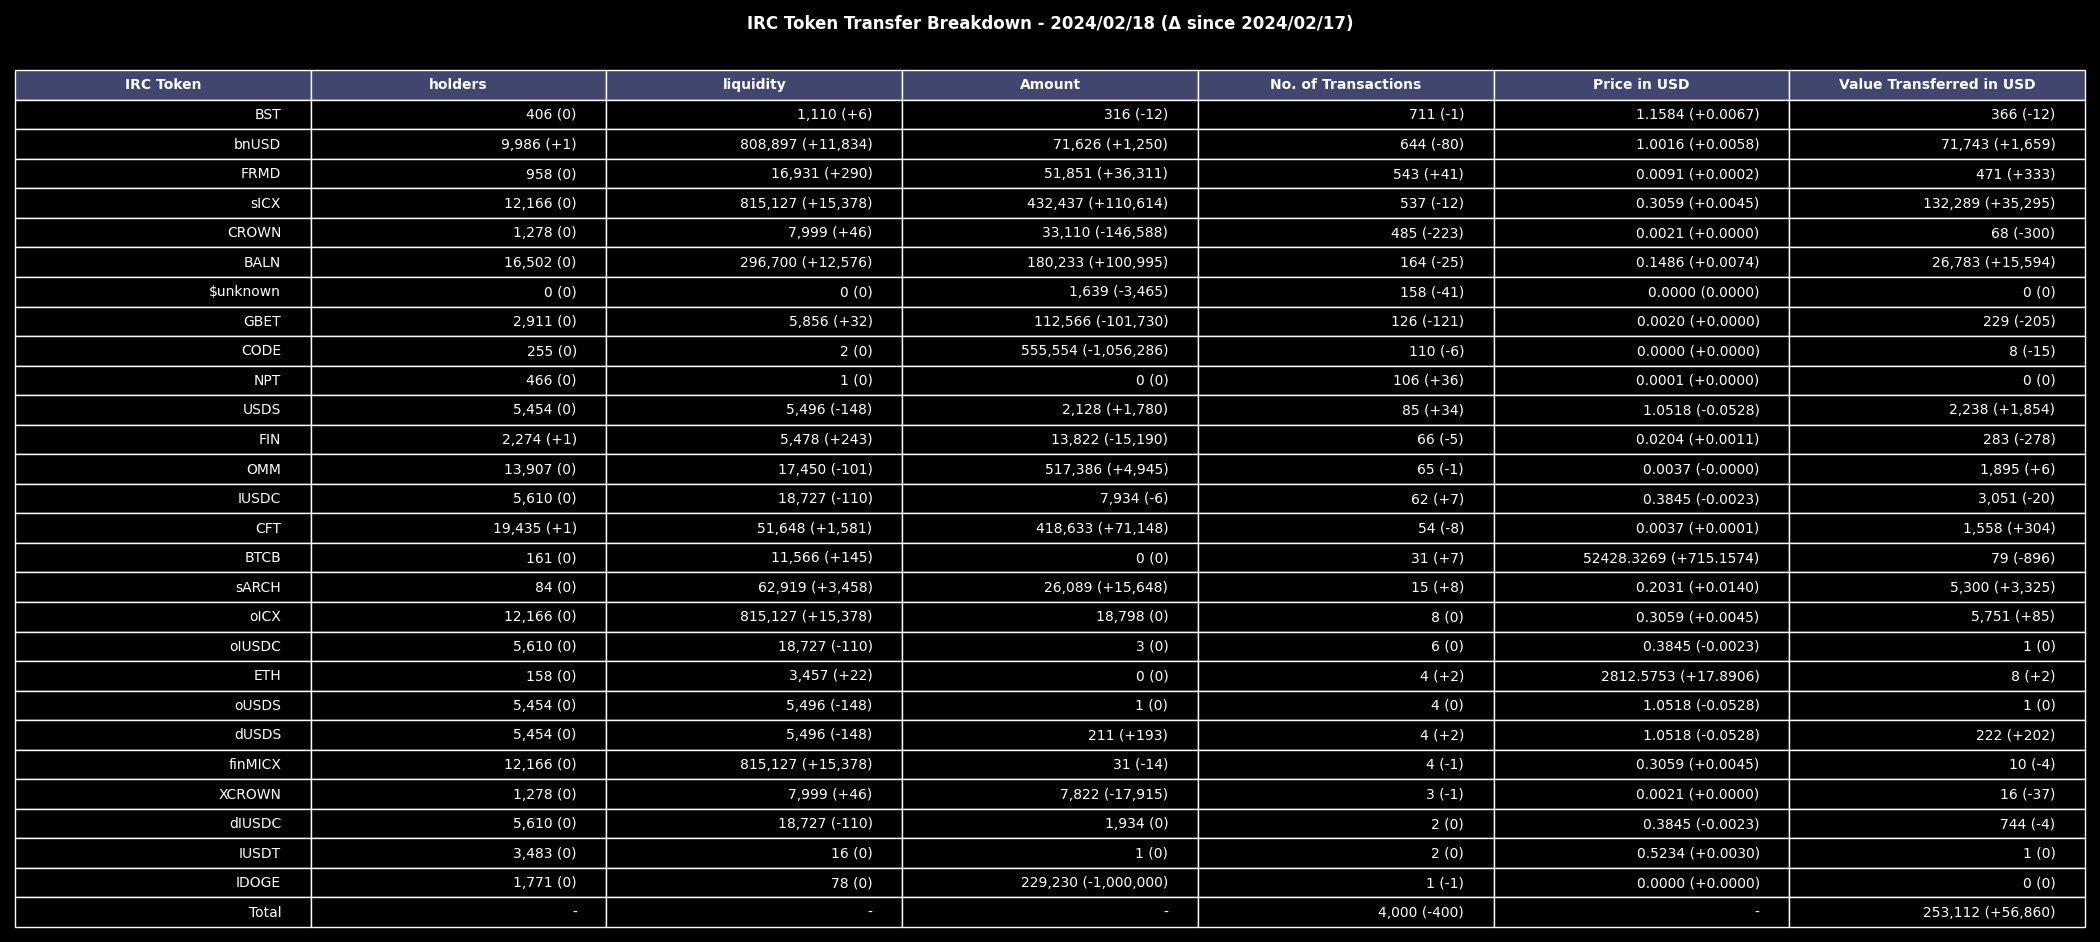 IRC Token Transfer Breakdown - 2024/02/18 (Δ since 2024/02/17)
IRC Token holders liquidity Amount No. of Transactions Price in USD Value Transferred in USD
BST 406 (0) 1,110 (+6) 316 (-12) 711 (-1) 1.1584 (+0.0067) 366 (-12)
bnUSD 9,986 (+1) 808,897 (+11,834) 71,626 (+1,250) 644 (-80) 1.0016 (+0.0058) 71,743 (+1,659)
FRMD 958 (0) 16,931 (+290) 51,851 (+36,311) 543 (+41) 0.0091 (+0.0002) 471 (+333)
sICX 12,166 (0) 815,127 (+15,378) 432,437 (+110,614) 537 (-12) 0.3059 (+0.0045) 132,289 (+35,295)
CROWN 1,278 (0) 7,999 (+46) 33,110 (-146,588) 485 (-223) 0.0021 (+0.0000) 68 (-300)
BALN 16,502 (0) 296,700 (+12,576) 180,233 (+100,995) 164 (-25) 0.1486 (+0.0074) 26,783 (+15,594)
$unknown 0 (0) 0 (0) 1,639 (-3,465) 158 (-41) 0.0000 (0.0000) 0 (0)
GBET 2,911 (0) 5,856 (+32) 112,566 (-101,730) 126 (-121) 0.0020 (+0.0000) 229 (-205)
CODE 255 (0) 2 (0) 555,554 (-1,056,286) 110 (-6) 0.0000 (+0.0000) 8 (-15)
NPT 466 (0) 1 (0) 0 (0) 106 (+36) 0.0001 (+0.0000) 0 (0)
USDS 5,454 (0) 5,496 (-148) 2,128 (+1,780) 85 (+34) 1.0518 (-0.0528) 2,238 (+1,854)
FIN 2,274 (+1) 5,478 (+243) 13,822 (-15,190) 66 (-5) 0.0204 (+0.0011) 283 (-278)
OMM 13,907 (0) 17,450 (-101) 517,386 (+4,945) 65 (-1) 0.0037 (-0.0000) 1,895 (+6)
IUSDC 5,610 (0) 18,727 (-110) 7,934 (-6) 62 (+7) 0.3845 (-0.0023) 3,051 (-20)
CFT 19,435 (+1) 51,648 (+1,581) 418,633 (+71,148) 54 (-8) 0.0037 (+0.0001) 1,558 (+304)
BTCB 161 (0) 11,566 (+145) 0 (0) 31 (+7) 52428.3269 (+715.1574) 79 (-896)
sARCH 84 (0) 62,919 (+3,458) 26,089 (+15,648) 15 (+8) 0.2031 (+0.0140) 5,300 (+3,325)
oICX 12,166 (0) 815,127 (+15,378) 18,798 (0) 8 (0) 0.3059 (+0.0045) 5,751 (+85)
oIUSDC 5,610 (0) 18,727 (-110) 3 (0) 6 (0) 0.3845 (-0.0023) 1 (0)
ETH 158 (0) 3,457 (+22) 0 (0) 4 (+2) 2812.5753 (+17.8906) 8 (+2)
oUSDS 5,454 (0) 5,496 (-148) 1 (0) 4 (0) 1.0518 (-0.0528) 1 (0)
dUSDS 5,454 (0) 5,496 (-148) 211 (+193) 4 (+2) 1.0518 (-0.0528) 222 (+202)
finMICX 12,166 (0) 815,127 (+15,378) 31 (-14) 4 (-1) 0.3059 (+0.0045) 10 (-4)
XCROWN 1,278 (0) 7,999 (+46) 7,822 (-17,915) 3 (-1) 0.0021 (+0.0000) 16 (-37)
dIUSDC 5,610 (0) 18,727 (-110) 1,934 (0) 2 (0) 0.3845 (-0.0023) 744 (-4)
IUSDT 3,483 (0) 16 (0) 1 (0) 2 (0) 0.5234 (+0.0030) 1 (0)
IDOGE 1,771 (0) 78 (0) 229,230 (-1,000,000) 1 (-1) 0.0000 (+0.0000) 0 (0)
Total - - - 4,000 (-400) - 253,112 (+56,860)